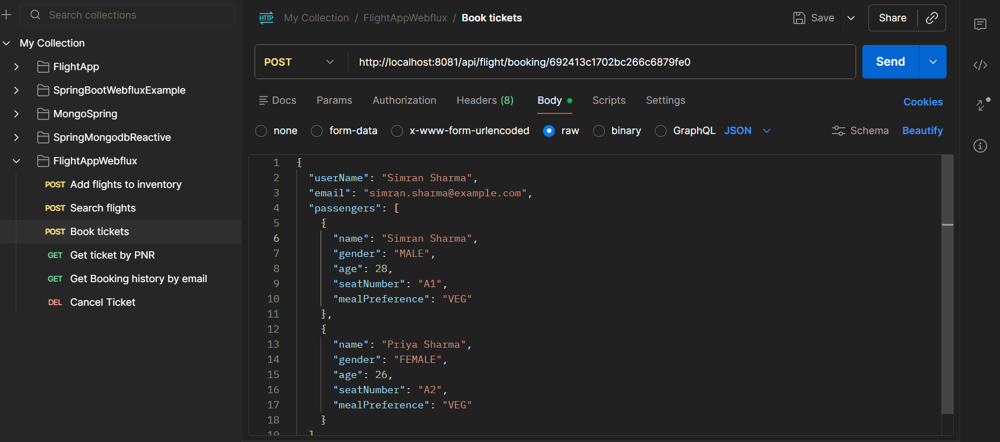 Search collections
My Collection
FlightApp
SpringBootWebfluxExample
MongoSpring
SpringMongodbReactive
FlightAppWebflux
POST Add flights to inventory
POST Search flights
POST Book tickets
GET Get ticket by PNR
GET Get Booking history by email
DEL Cancel Ticket
HTTP My Collection / FlightAppWebflux / Book tickets
Save
Share
POST http://localhost:8081/api/flight/booking/692413c1702bc266c6879fe0
Send
Docs Params Authorization Headers (8) Body Scripts Settings Cookies
none form-data x-www-form-urlencoded raw binary GraphQL JSON Schema Beautify
1 {
2 "userName": "Simran Sharma",
3 "email": "simran.sharma@example.com",
4 "passengers": [
5 {
6 "name": "Simran Sharma",
7 "gender": "MALE",
8 "age": 28,
9 "seatNumber": "A1",
10 "mealPreference": "VEG"
11 },
12 {
13 "name": "Priya Sharma",
14 "gender": "FEMALE",
15 "age": 26,
16 "seatNumber": "A2",
17 "mealPreference": "VEG"
18 }
19 ]